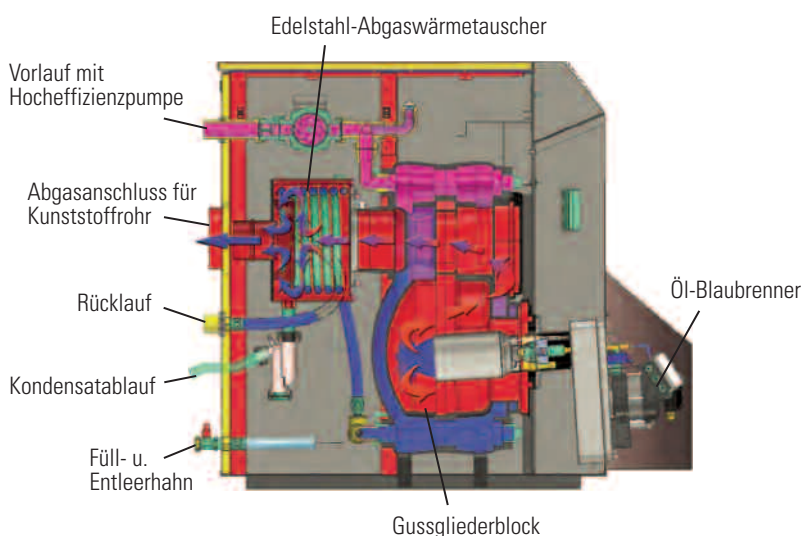 Edelstahl-Abgaswärmetauscher
Vorlauf mit
Hocheffizienzpumpe
Abgasanschluss für
Kunststoffrohr
Rücklauf
Öl-Blaubrenner
Kondensatablauf
Füll- u.
Entleerhahn
Gussgliederblock